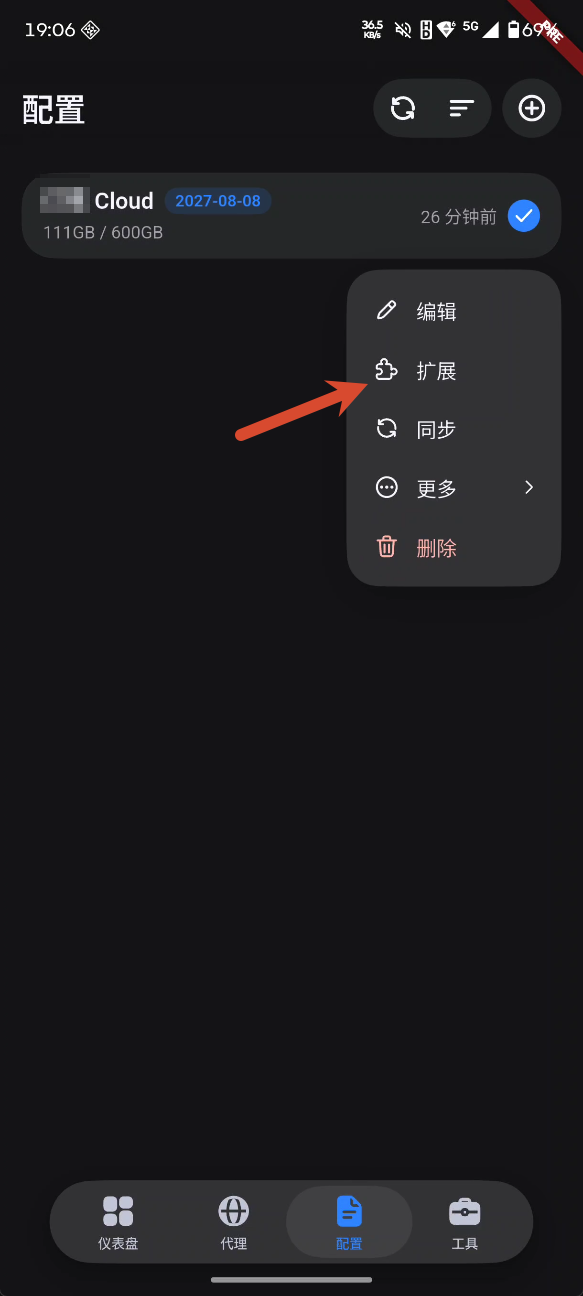 19:06
36.5
KB/s
5G
69%
PRE
配置
Cloud 2027-08-08
111GB / 600GB
26 分钟前
编辑
扩展
同步
更多
删除
仪表盘
代理
配置
工具